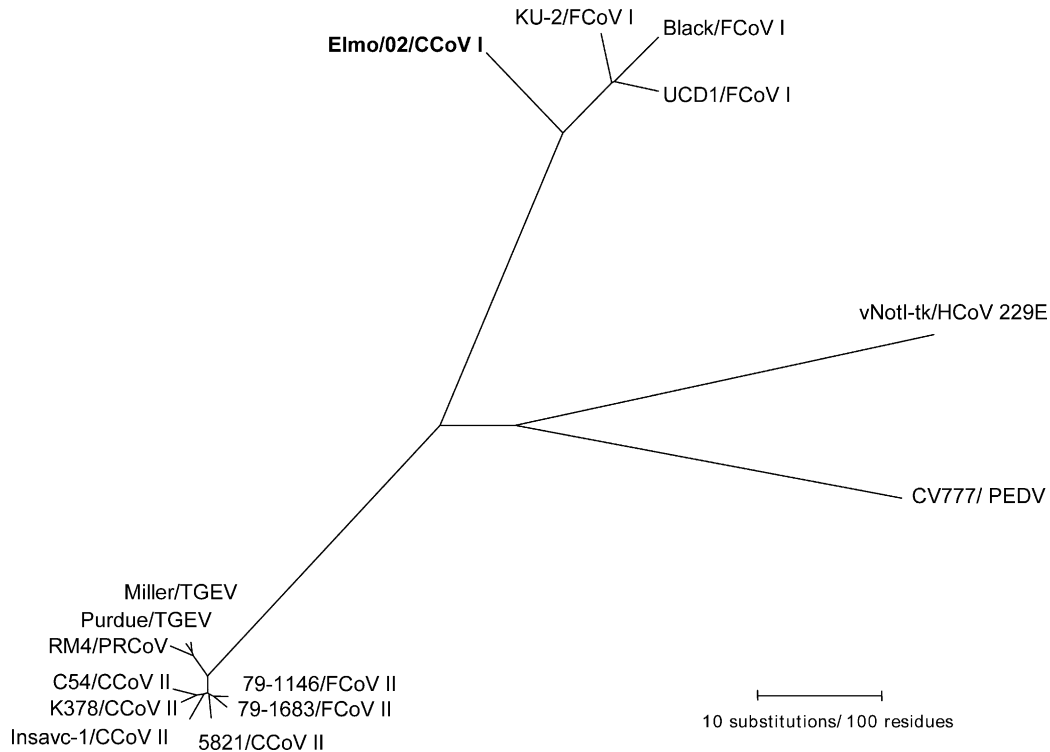 KU-2/FCoV I
Black/FCoV I
Elmo/02/CCoV I
UCD1/FCoV I
vNotI-tk/HCoV 229E
CV777/ PEDV
Miller/TGEV
Purdue/TGEV
RM4/PRCoV
C54/CCoV II
79-1146/FCoV II
K378/CCoV II
79-1683/FCoV II
Insavc-1/CCoV II
5821/CCoV II
10 substitutions/ 100 residues